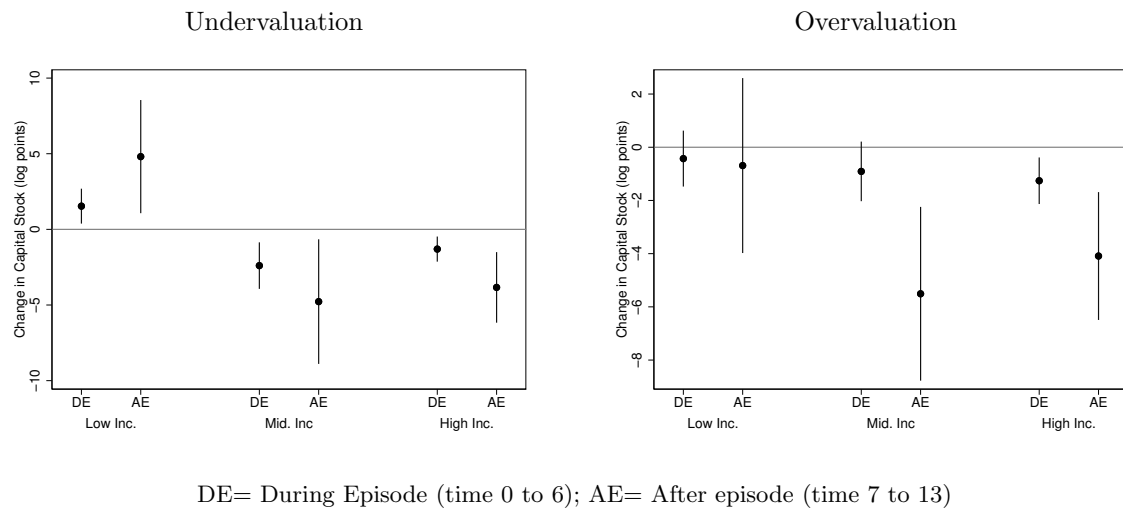 Undervaluation
Change in Capital Stock (log points)
10
5
0
−5
−10
DE AE DE AE DE AE
Low Inc. Mid. Inc High Inc.
Overvaluation
Change in Capital Stock (log points)
2
0
−2
−4
−6
−8
DE AE DE AE DE AE
Low Inc. Mid. Inc High Inc.
DE= During Episode (time 0 to 6); AE= After episode (time 7 to 13)